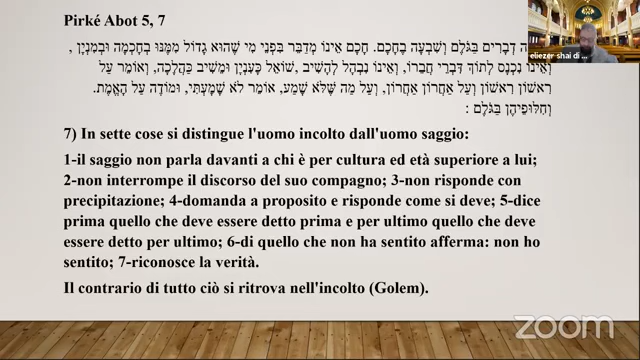 Pirké Abot 5, 7
דְבָרִים בַּגֹּלֶם וְשִׁבְעָה בֶּחָכָם. חָכָם אֵינוֹ מְדַבֵּר בִּפְנֵי מִי שֶׁהוּא גָדוֹל מִמֶּנּוּ בְּחָכְמָה וּבְמִנְיָן ,
וְאֵינוֹ נִכְנָס לְתוֹךְ דִּבְרֵי חֲבֵרוֹ, וְאֵינוֹ נִבְהָל לְהָשִׁיב ,שׁוֹאֵל כָּעִנְיָן וּמֵשִׁיב כַּהֲלָכָה, וְאוֹמֵר עַל
רִאשׁוֹן רִאשׁוֹן וְעַל אַחֲרוֹן אַחֲרוֹן, וְעַל מַה שֶּׁלֹּא שָׁמַע, אוֹמֵר לֹא שָׁמָעְתִּי, וּמוֹדֶה עַל הָאֱמֶת.
וְחִלּוּפֵיהֶן בַּגֹּלֶם :
7) In sette cose si distingue l'uomo incolto dall'uomo saggio:
1-il saggio non parla davanti a chi è per cultura ed età superiore a lui;
2-non interrompe il discorso del suo compagno; 3-non risponde con
precipitazione; 4-domanda a proposito e risponde come si deve; 5-dice
prima quello che deve essere detto prima e per ultimo quello che deve
essere detto per ultimo; 6-di quello che non ha sentito afferma: non ho
sentito; 7-riconosce la verità.
Il contrario di tutto ciò si ritrova nell'incolto (Golem).
eliezer shai di ...
zoom